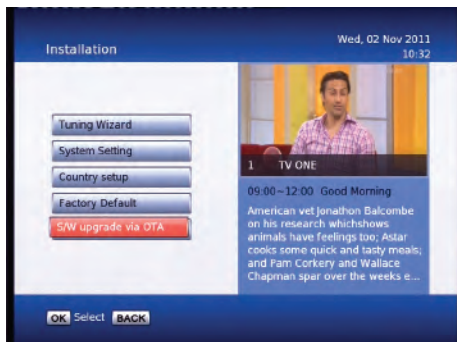 Installation
Wed, 02 Nov 2011
10:32
Tuning Wizard
System Setting
Country setup
Factory Default
S/W upgrade via OTA
1 TV ONE
09:00~12:00 Good Morning
American vet Jonathon Balcombe
on his research whichshows
animals have feelings too; Astar
cooks some quick and tasty meals;
and Pam Corkery and Wallace
Chapman spar over the weeks e...
OK Select BACK